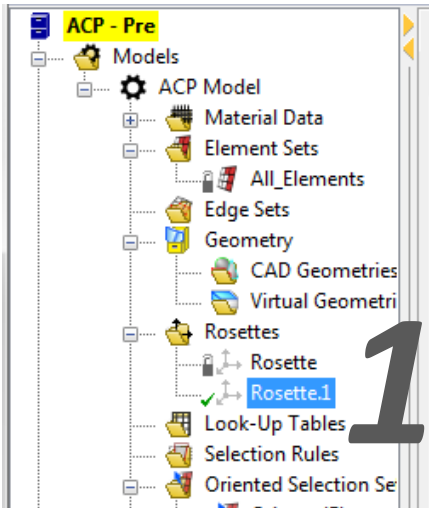 ACP - Pre
Models
ACP Model
Material Data
Element Sets
All_Elements
Edge Sets
Geometry
CAD Geometries
Virtual Geometri
Rosettes
Rosette
Rosette.1
1
Look-Up Tables
Selection Rules
Oriented Selection Se